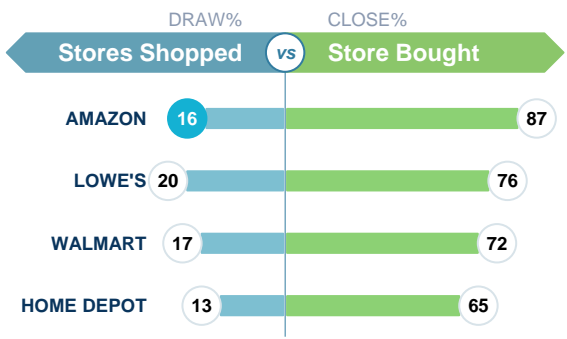 DRAW% CLOSE%
Stores Shopped vs Store Bought
AMAZON 16 87
LOWE'S 20 76
WALMART 17 72
HOME DEPOT 13 65